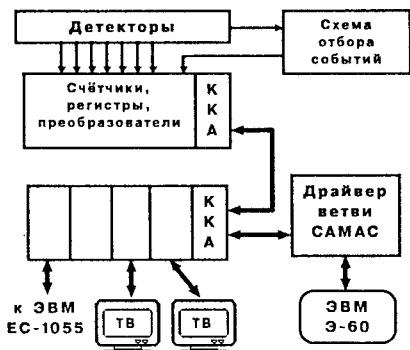 Детекторы
Схема
отбора
событий
Счётчики,
регистры,
преобразователи
К
К
А
К
К
А
Драйвер
ветви
САМАС
к ЭВМ
ЕС-1055
ТВ
ТВ
ЭВМ
Э-60